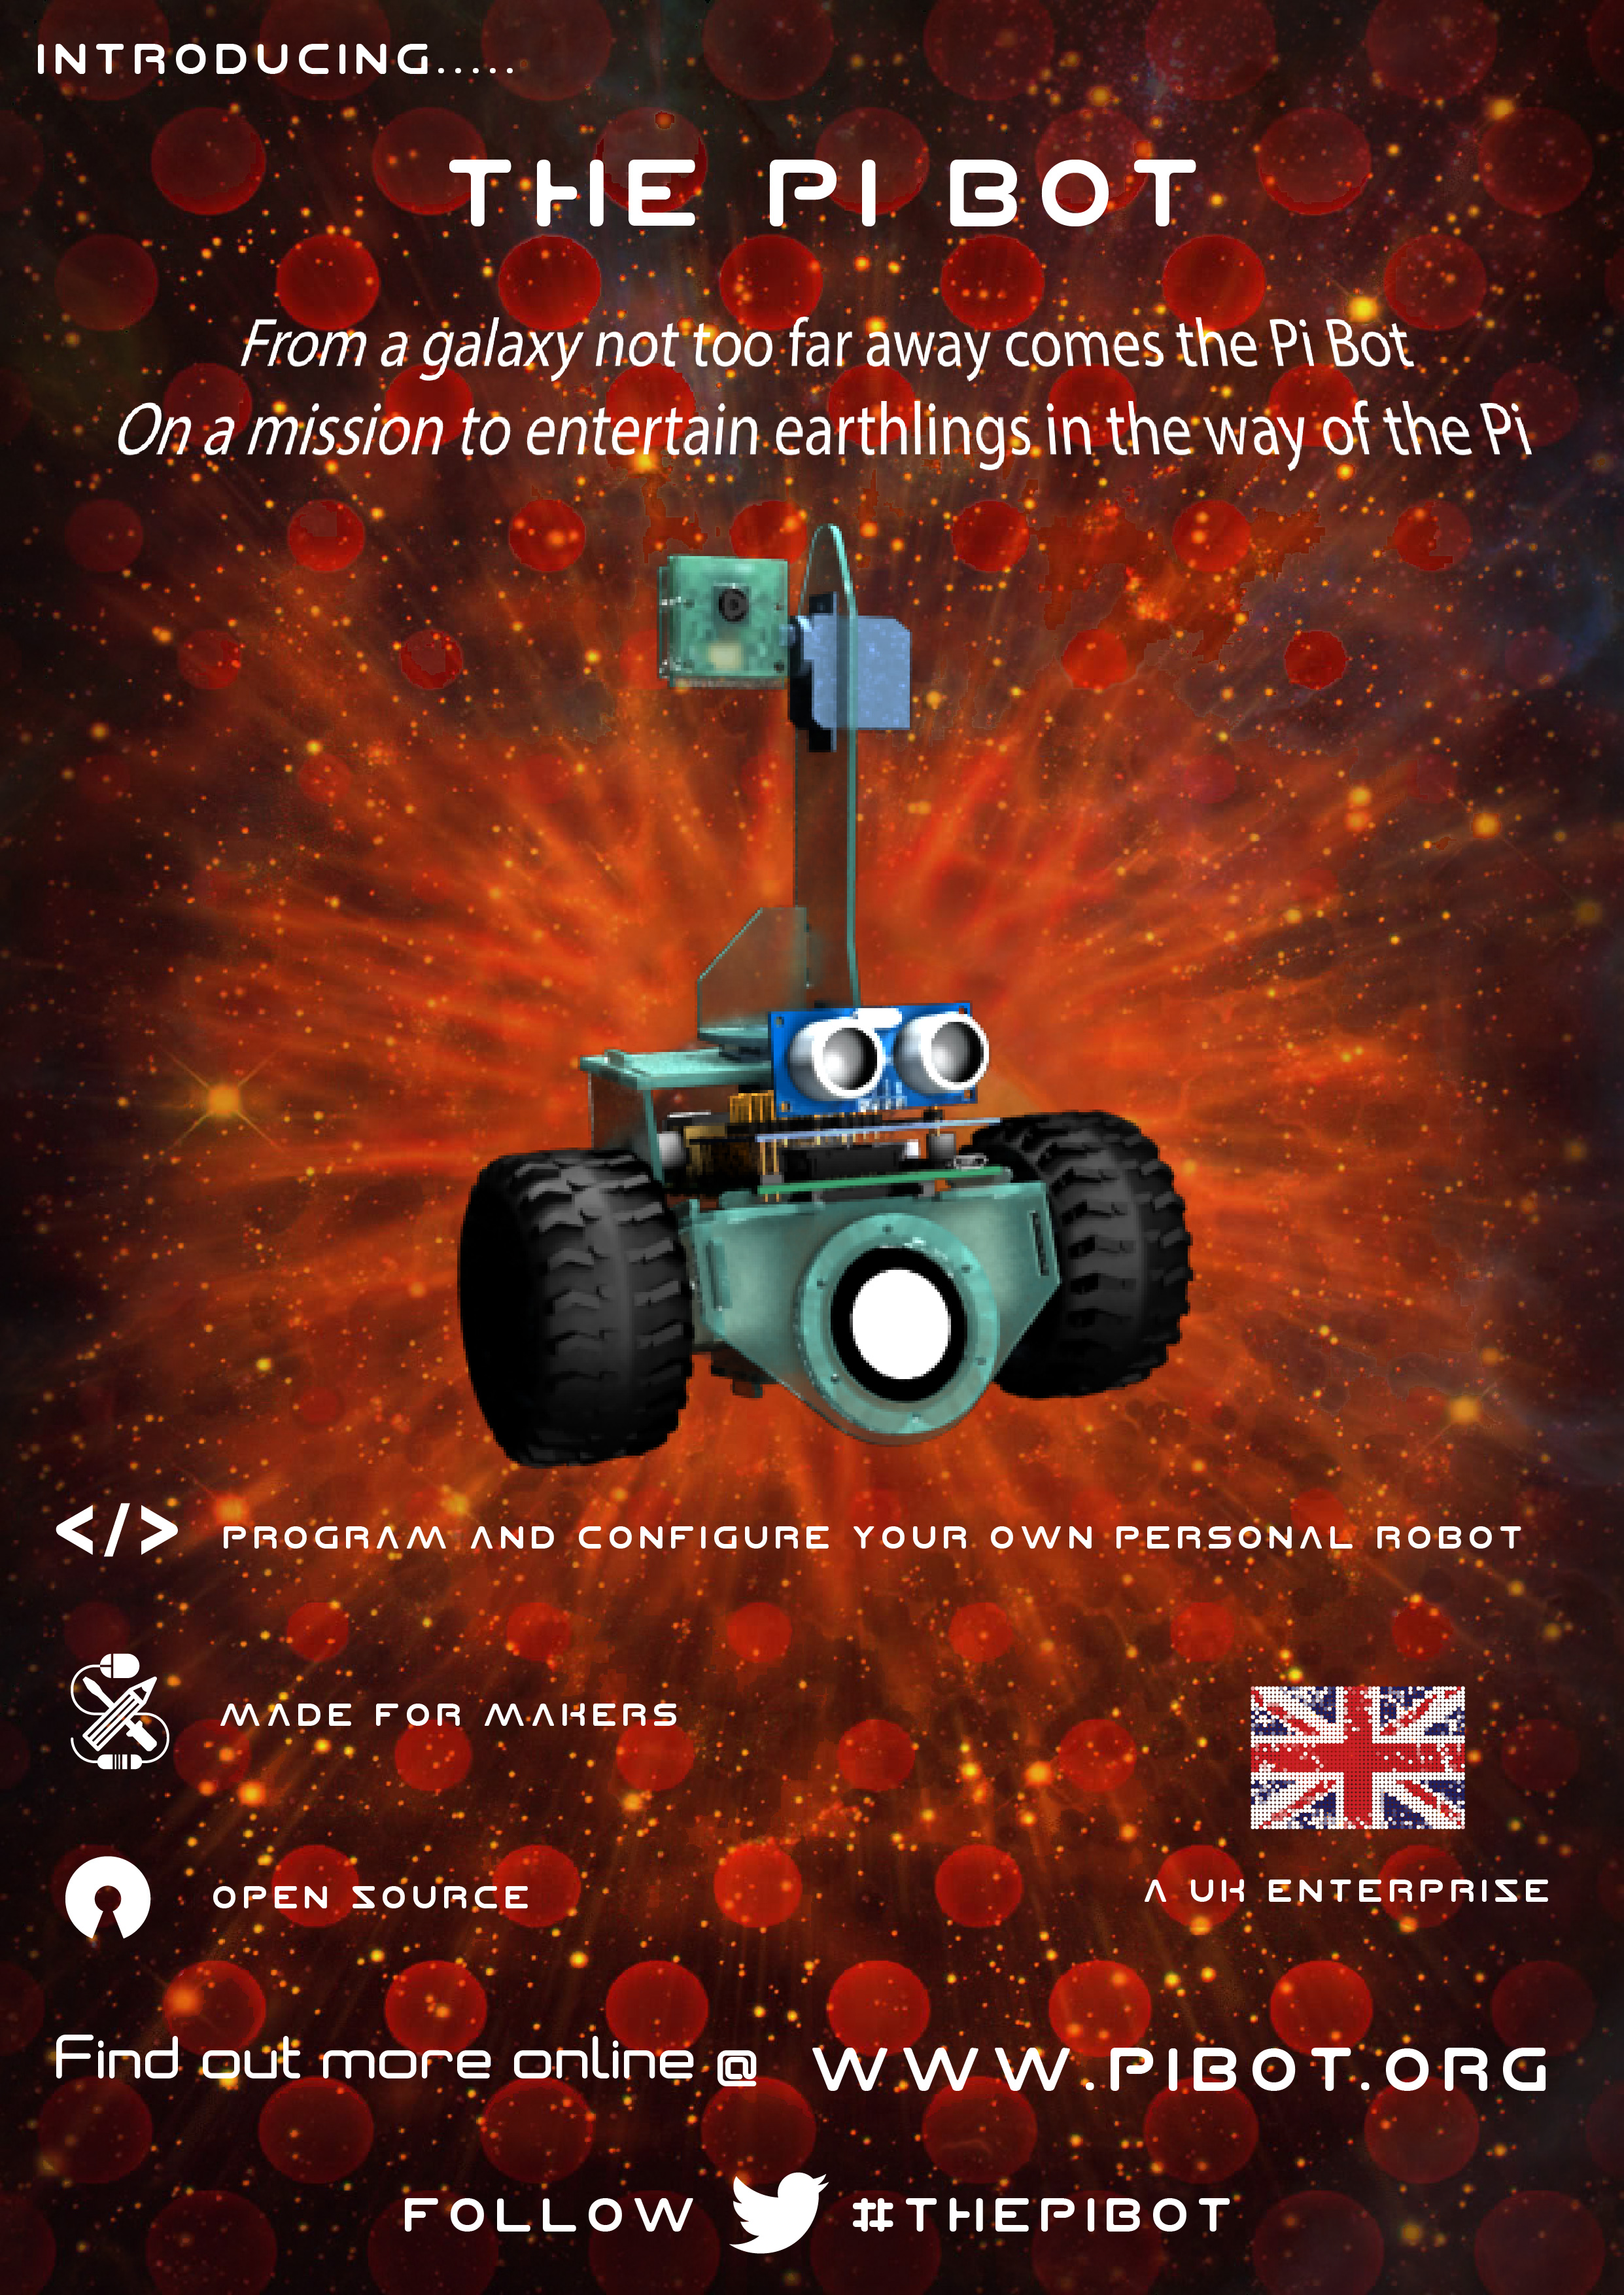 INTRODUCING.....
THE PI BOT
From a galaxy not too far away comes the Pi Bot
On a mission to entertain earthlings in the way of the Pi
</> PROGRAM AND CONFIGURE YOUR OWN PERSONAL ROBOT
MADE FOR MAKERS
OPEN SOURCE
A UK ENTERPRISE
Find out more online @ WWW.PIBOT.ORG
FOLLOW #THEPIBOT